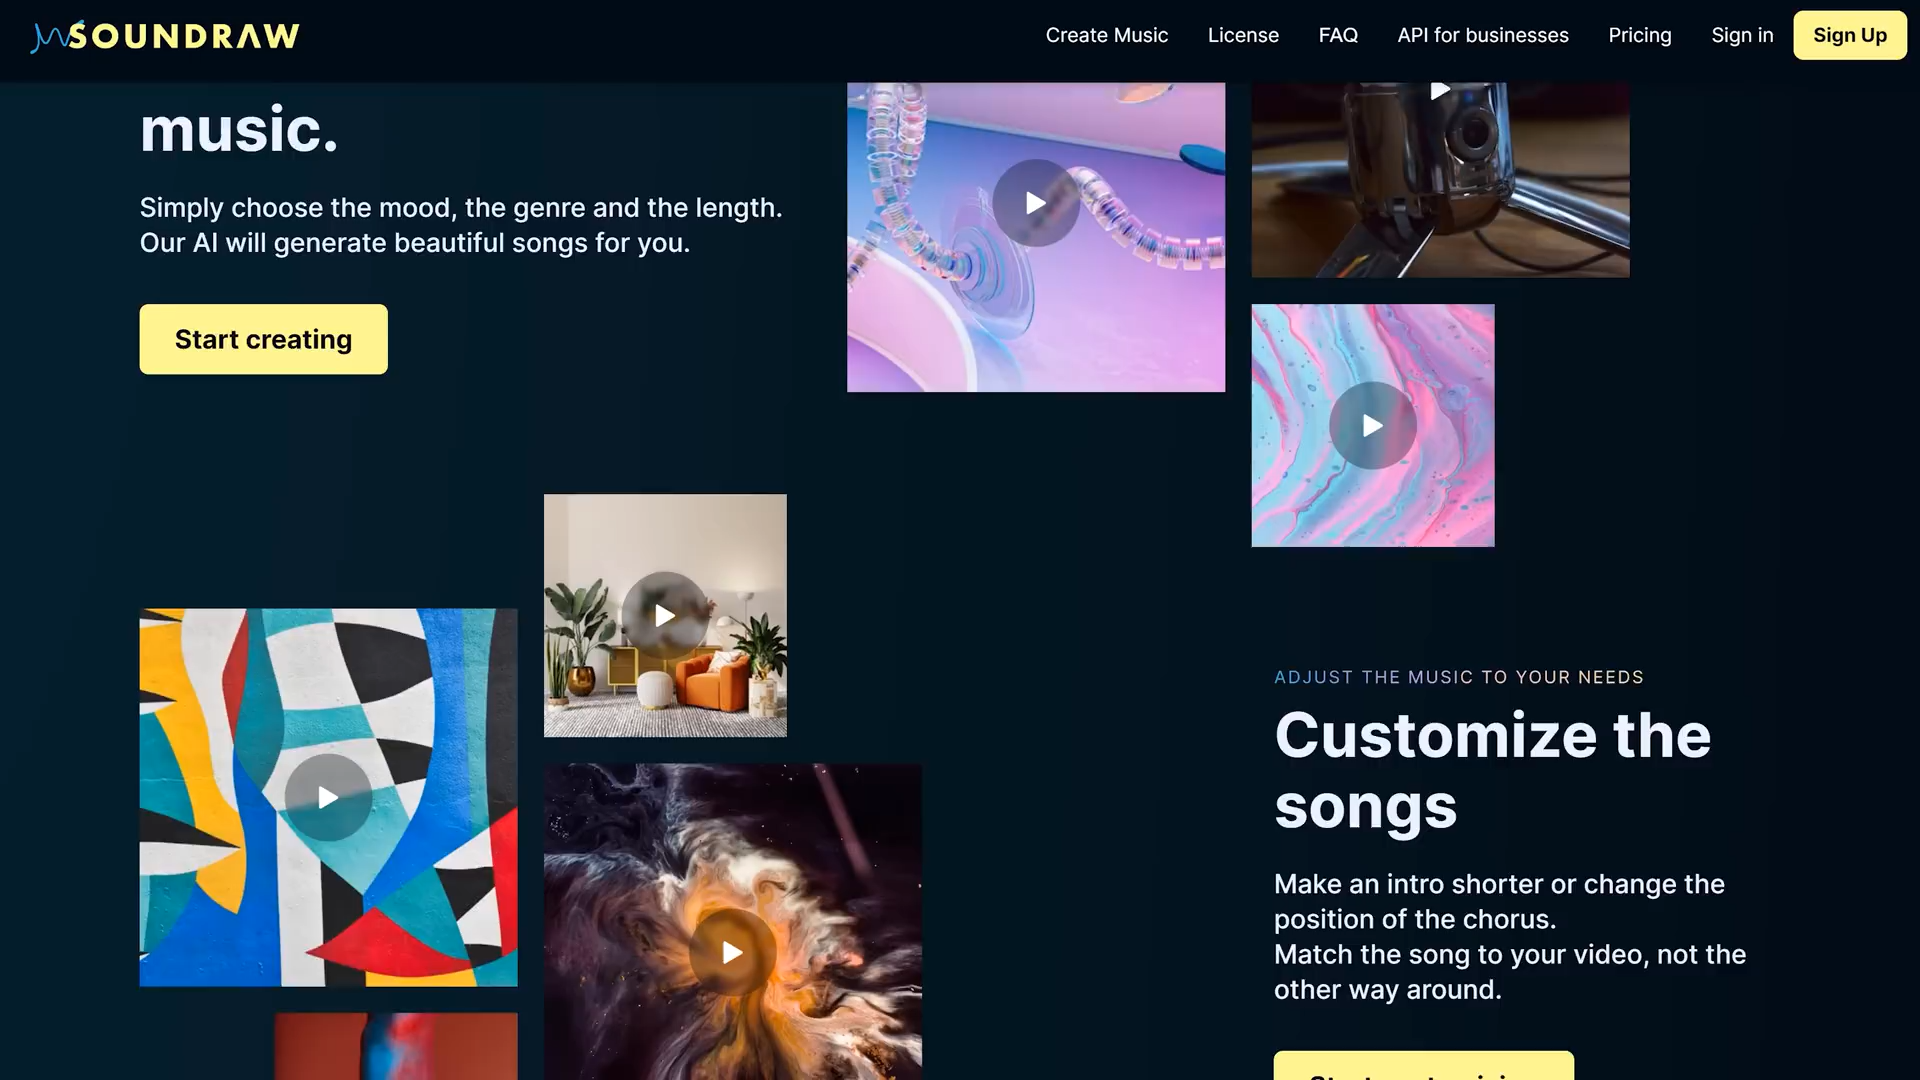 SOUNDRAW
Create Music
License
FAQ
API for businesses
Pricing
Sign in
Sign Up
music.
Simply choose the mood, the genre and the length.
Our AI will generate beautiful songs for you.
Start creating
ADJUST THE MUSIC TO YOUR NEEDS
Customize the
songs
Make an intro shorter or change the
position of the chorus.
Match the song to your video, not the
other way around.